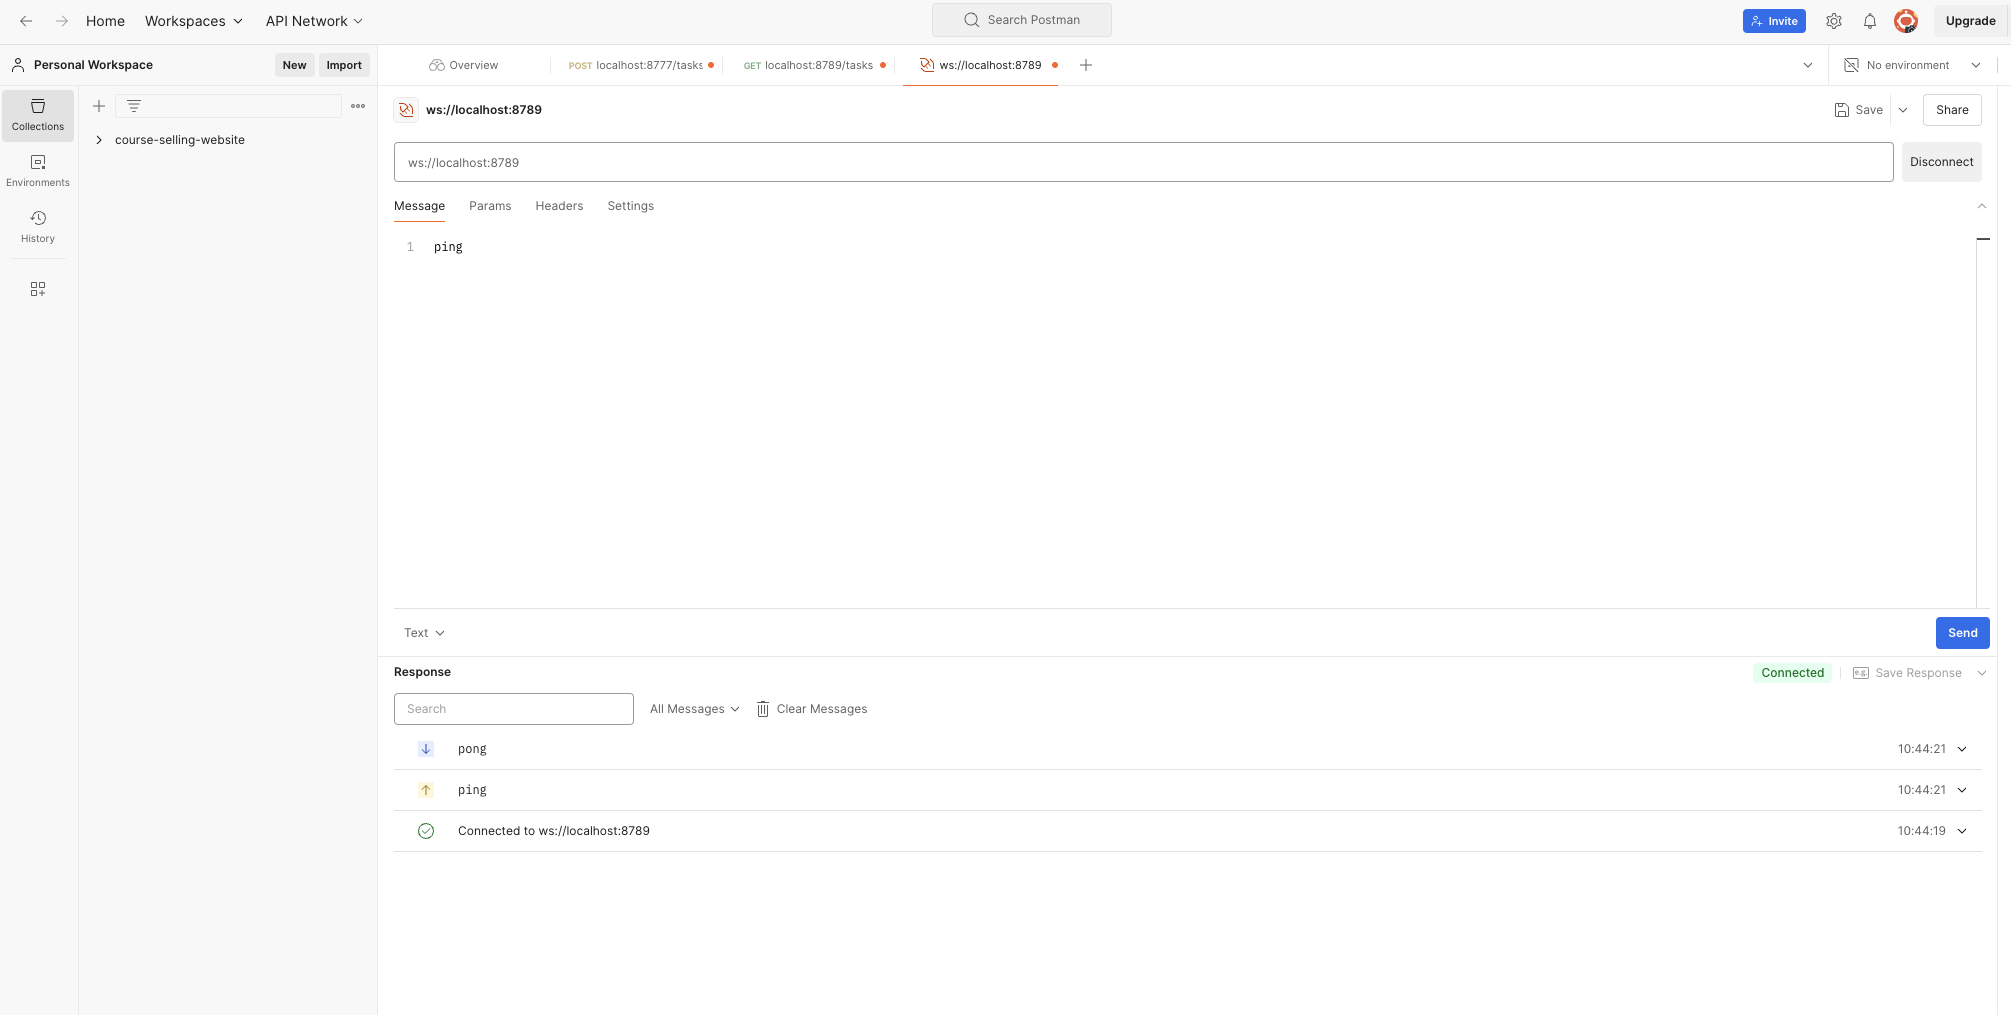 Home Workspaces API Network Search Postman Invite Upgrade
Personal Workspace New Import Overview POST localhost:8777/tasks GET localhost:8789/tasks ws://localhost:8789 No environment
Collections
Environments
History
course-selling-website
ws://localhost:8789 Save Share
ws://localhost:8789 Disconnect
Message Params Headers Settings
1 ping
Text Send
Response Connected Save Response
Search All Messages Clear Messages
pong 10:44:21
ping 10:44:21
Connected to ws://localhost:8789 10:44:19